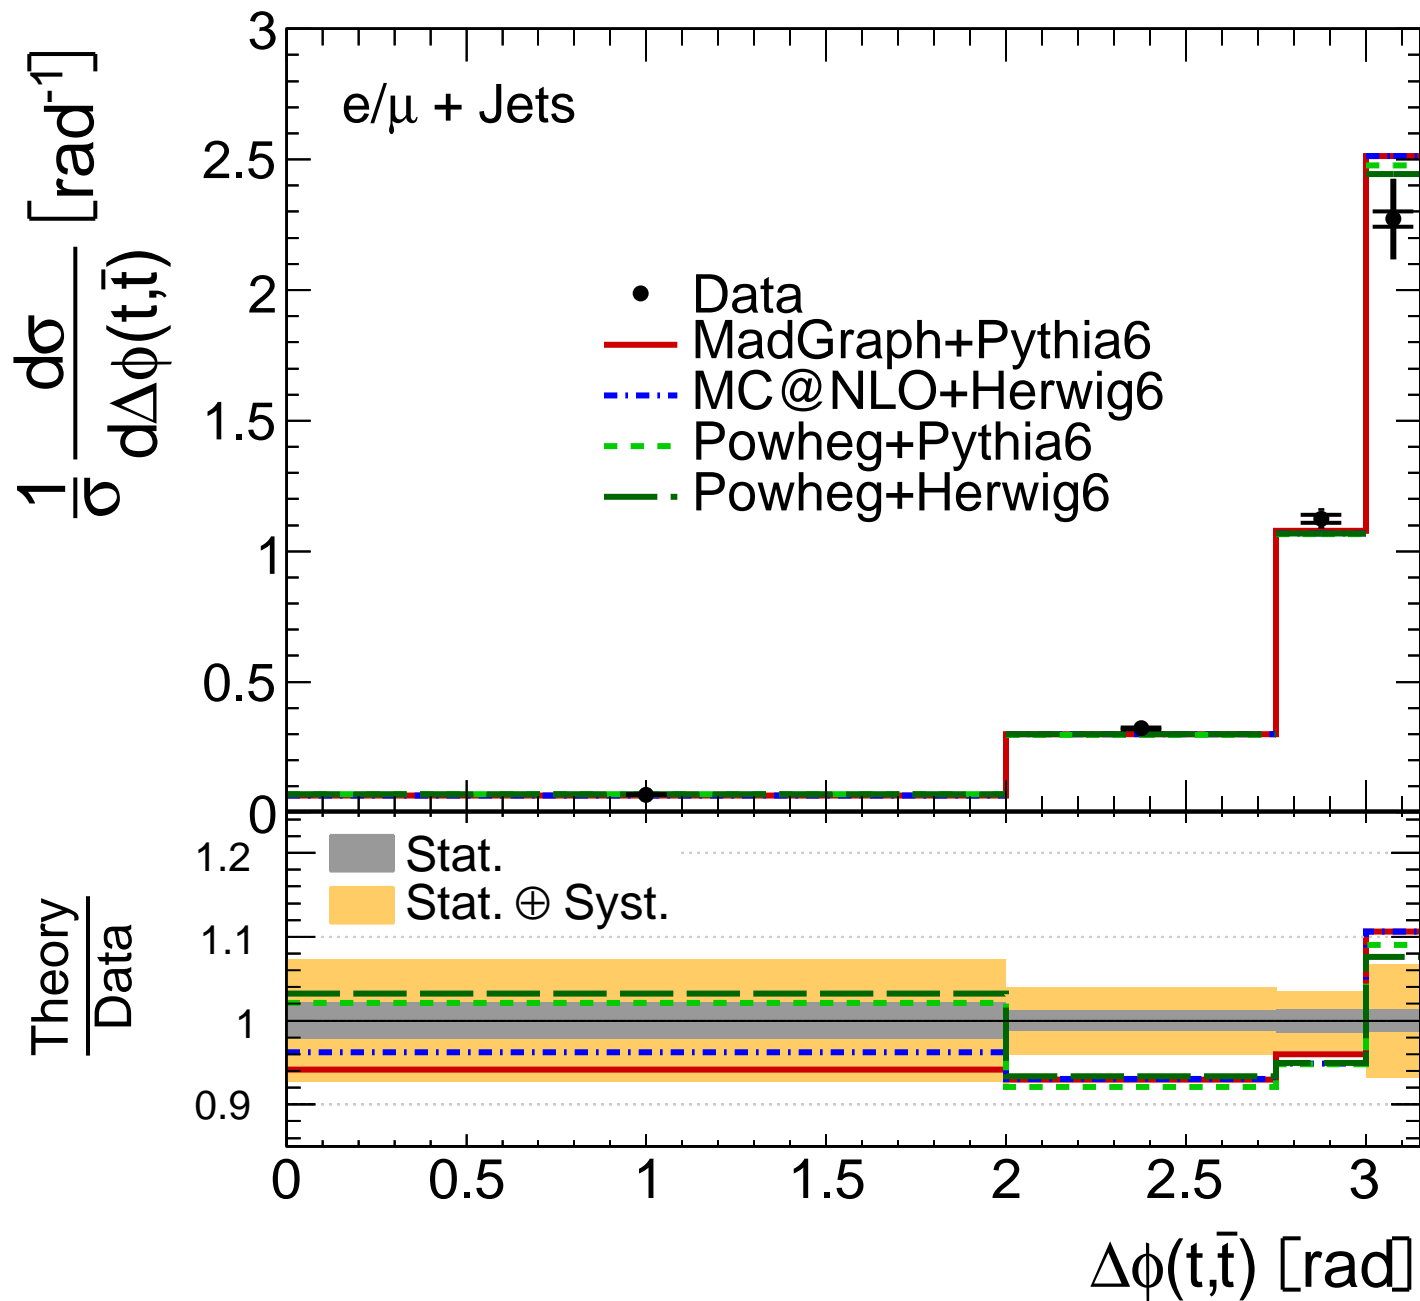 3
2.5
2
1.5
1
0.5
0
1/σ dσ/dΔϕ(t,t̄) [rad⁻¹]
e/μ + Jets
Data
MadGraph+Pythia6
MC@NLO+Herwig6
Powheg+Pythia6
Powheg+Herwig6
1.2
1.1
1
0.9
Theory
Data
Stat.
Stat. ⊕ Syst.
0 0.5 1 1.5 2 2.5 3
Δϕ(t,t̄) [rad]